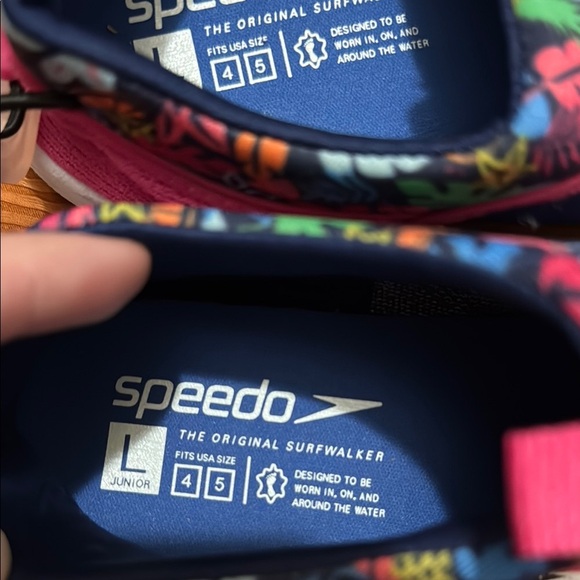 speedo
THE ORIGINAL SURFWALKER
L
FITS USA SIZE
4 5
DESIGNED TO BE
WORN IN, ON, AND
AROUND THE WATER
speedo
THE ORIGINAL SURFWALKER
L
JUNIOR
FITS USA SIZE
4 5
DESIGNED TO BE
WORN IN, ON, AND
AROUND THE WATER